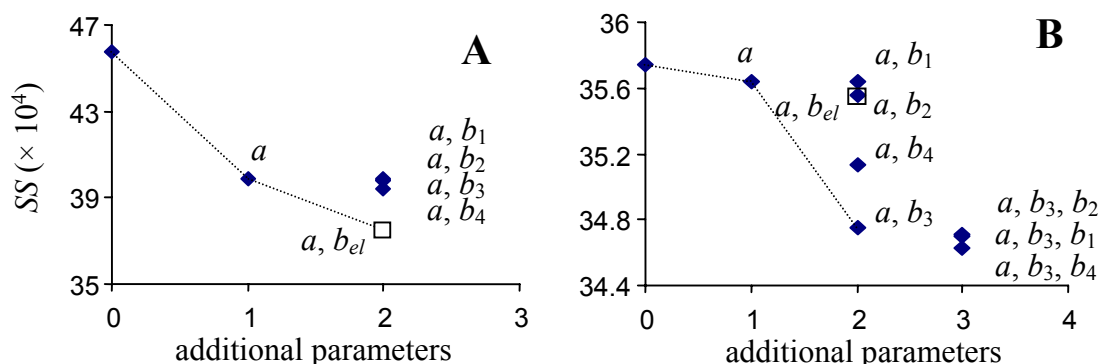 A
SS (× 10⁴)
47
43
39
35
0 1 2 3
additional parameters
a
a, b₁
a, b₂
a, b₃
a, b₄
a, bₑₗ
B
36
35.6
35.2
34.8
34.4
0 1 2 3 4
additional parameters
a
a, b₁
a, bₑₗ
a, b₂
a, b₄
a, b₃
a, b₃, b₂
a, b₃, b₁
a, b₃, b₄